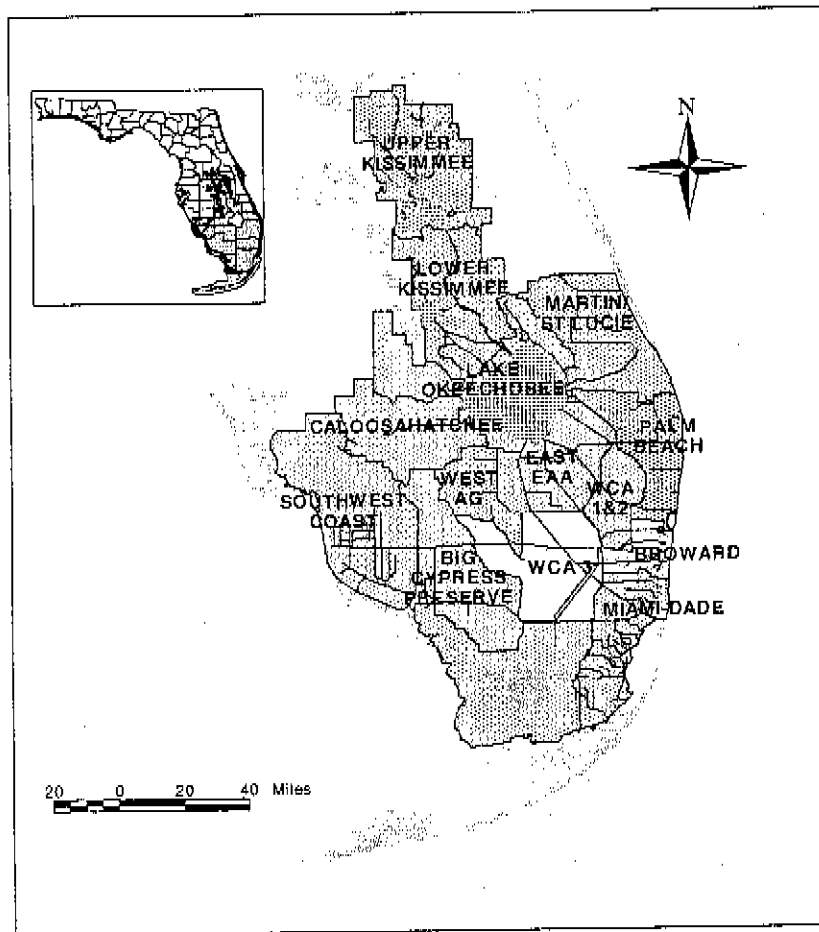 N
UPPER
KISSIMMEE
LOWER
KISSIMMEE
MARTIN/
ST LUCIE
LAKE
OKEECHOBEE
CALOOSAHATCHEE
PALM
BEACH
EAST
EAA
WEST
AG
WCA
1&2
SOUTHWEST
COAST
BROWARD
BIG
CYPRESS
PRESERVE
WCA 3
MIAMI-DADE
20 0 20 40 Miles